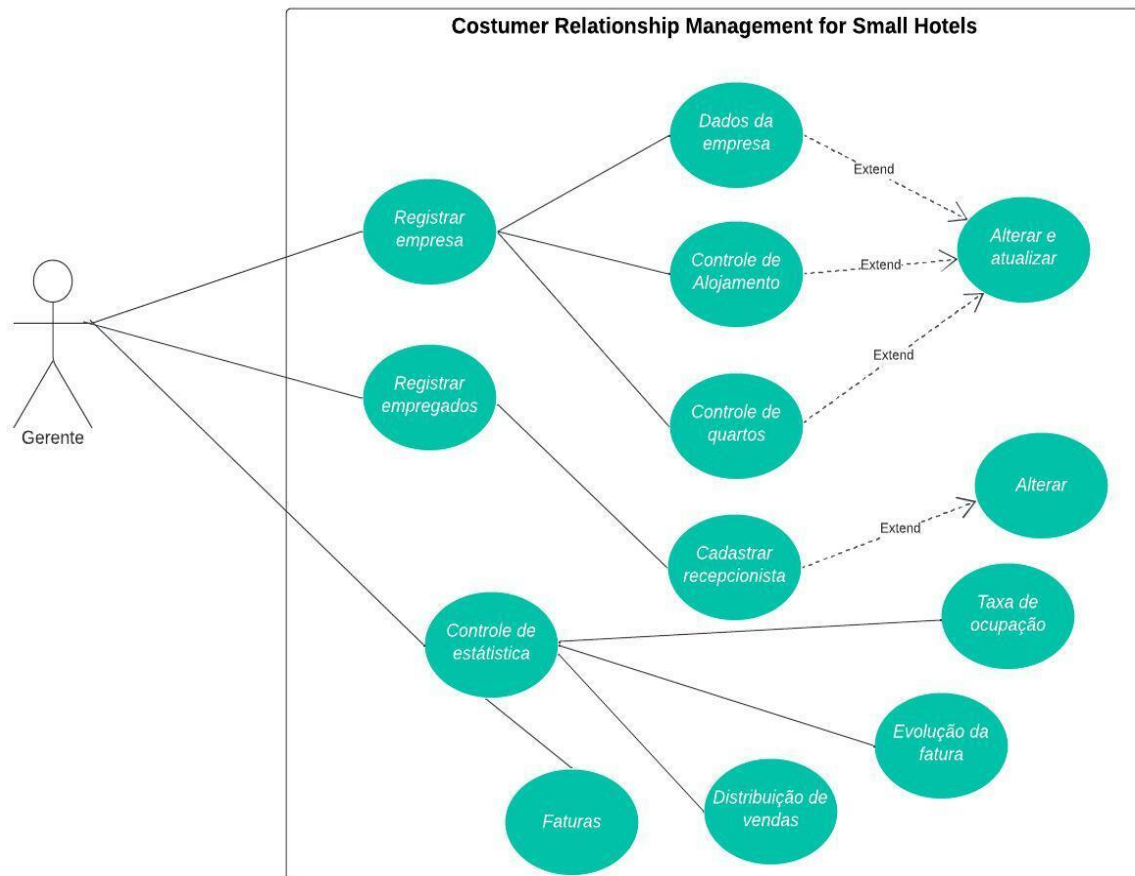 Costumer Relationship Management for Small Hotels
Dados da
empresa
Extend
Registrar
empresa
Alterar e
atualizar
Controle de
Alojamento
Extend
Extend
Registrar
empregados
Controle de
quartos
Gerente
Alterar
Extend
Cadastrar
recepcionista
Taxa de
ocupação
Controle de
estátistica
Evolução da
fatura
Distribuição de
vendas
Faturas